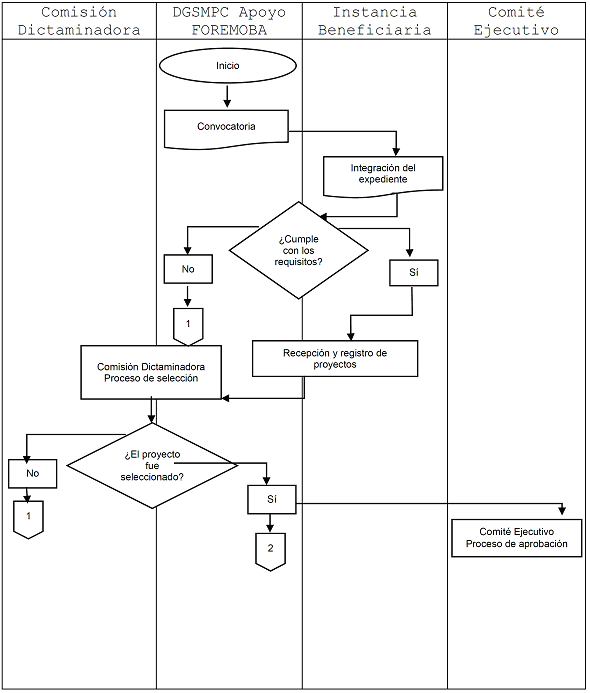 Comisión
Dictaminadora
DGSMPC Apoyo
FOREMOBA
Instancia
Beneficiaria
Comité
Ejecutivo
Inicio
Convocatoria
Integración del
expediente
¿Cumple
con los
requisitos?
No
Sí
1
Recepción y registro de
proyectos
Comisión Dictaminadora
Proceso de selección
¿El proyecto
fue
seleccionado?
No
Sí
1
2
Comité Ejecutivo
Proceso de aprobación